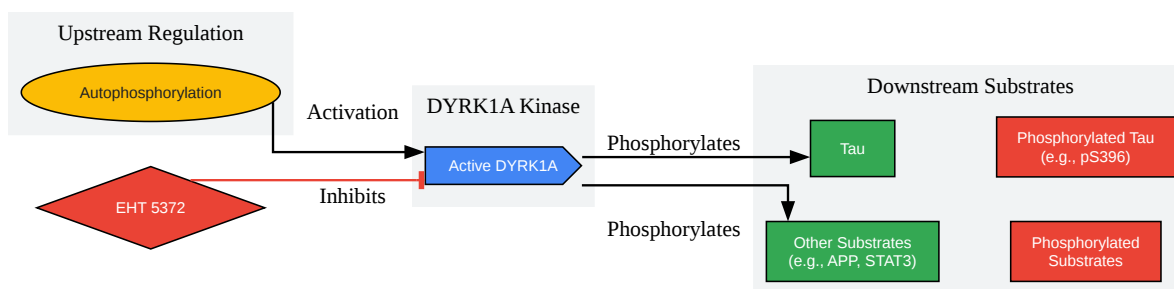 Upstream Regulation
Autophosphorylation
Activation
EHT 5372
Inhibits
DYRK1A Kinase
Active DYRK1A
Phosphorylates
Phosphorylates
Downstream Substrates
Tau
Phosphorylated Tau
(e.g., pS396)
Other Substrates
(e.g., APP, STAT3)
Phosphorylated
Substrates